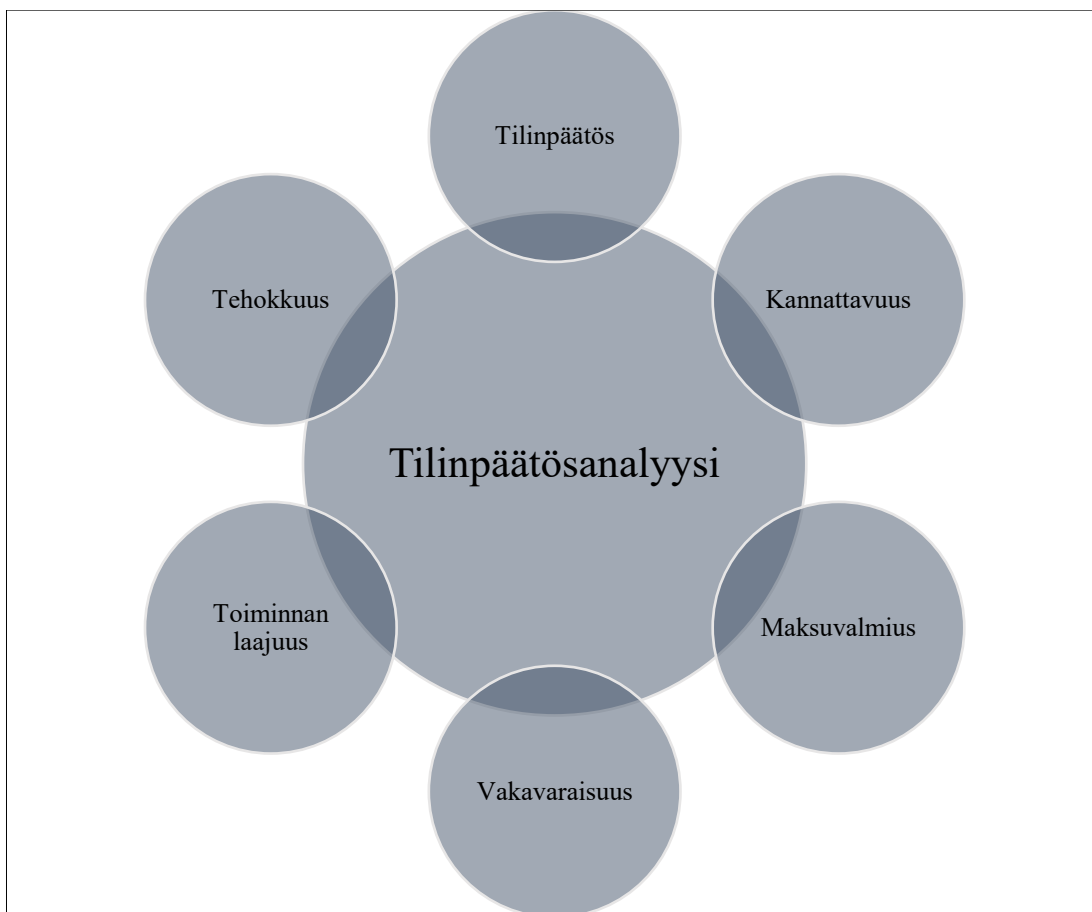 Tilinpäätös
Tehokkuus
Kannattavuus
Tilinpäätösanalyysi
Toiminnan
laajuus
Maksuvalmius
Vakavaraisuus